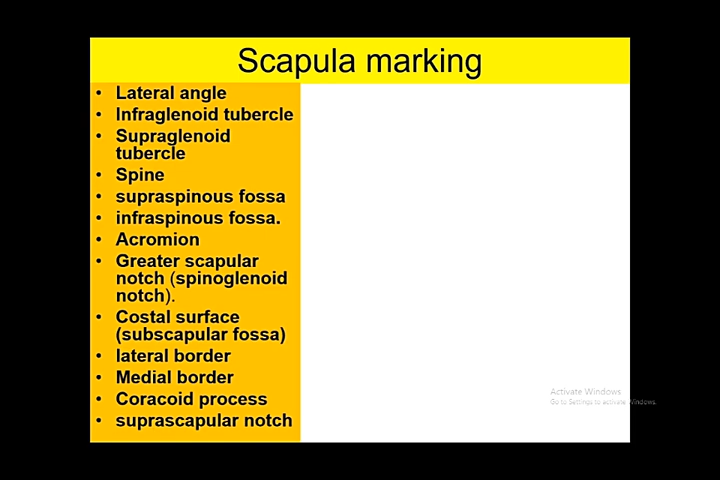 Scapula marking
• Lateral angle
• Infraglenoid tubercle
• Supraglenoid
tubercle
• Spine
• supraspinous fossa
• infraspinous fossa.
• Acromion
• Greater scapular
notch (spinoglenoid
notch).
• Costal surface
(subscapular fossa)
• lateral border
• Medial border
• Coracoid process
• suprascapular notch
Activate Windows
Go to Settings to activate Windows.